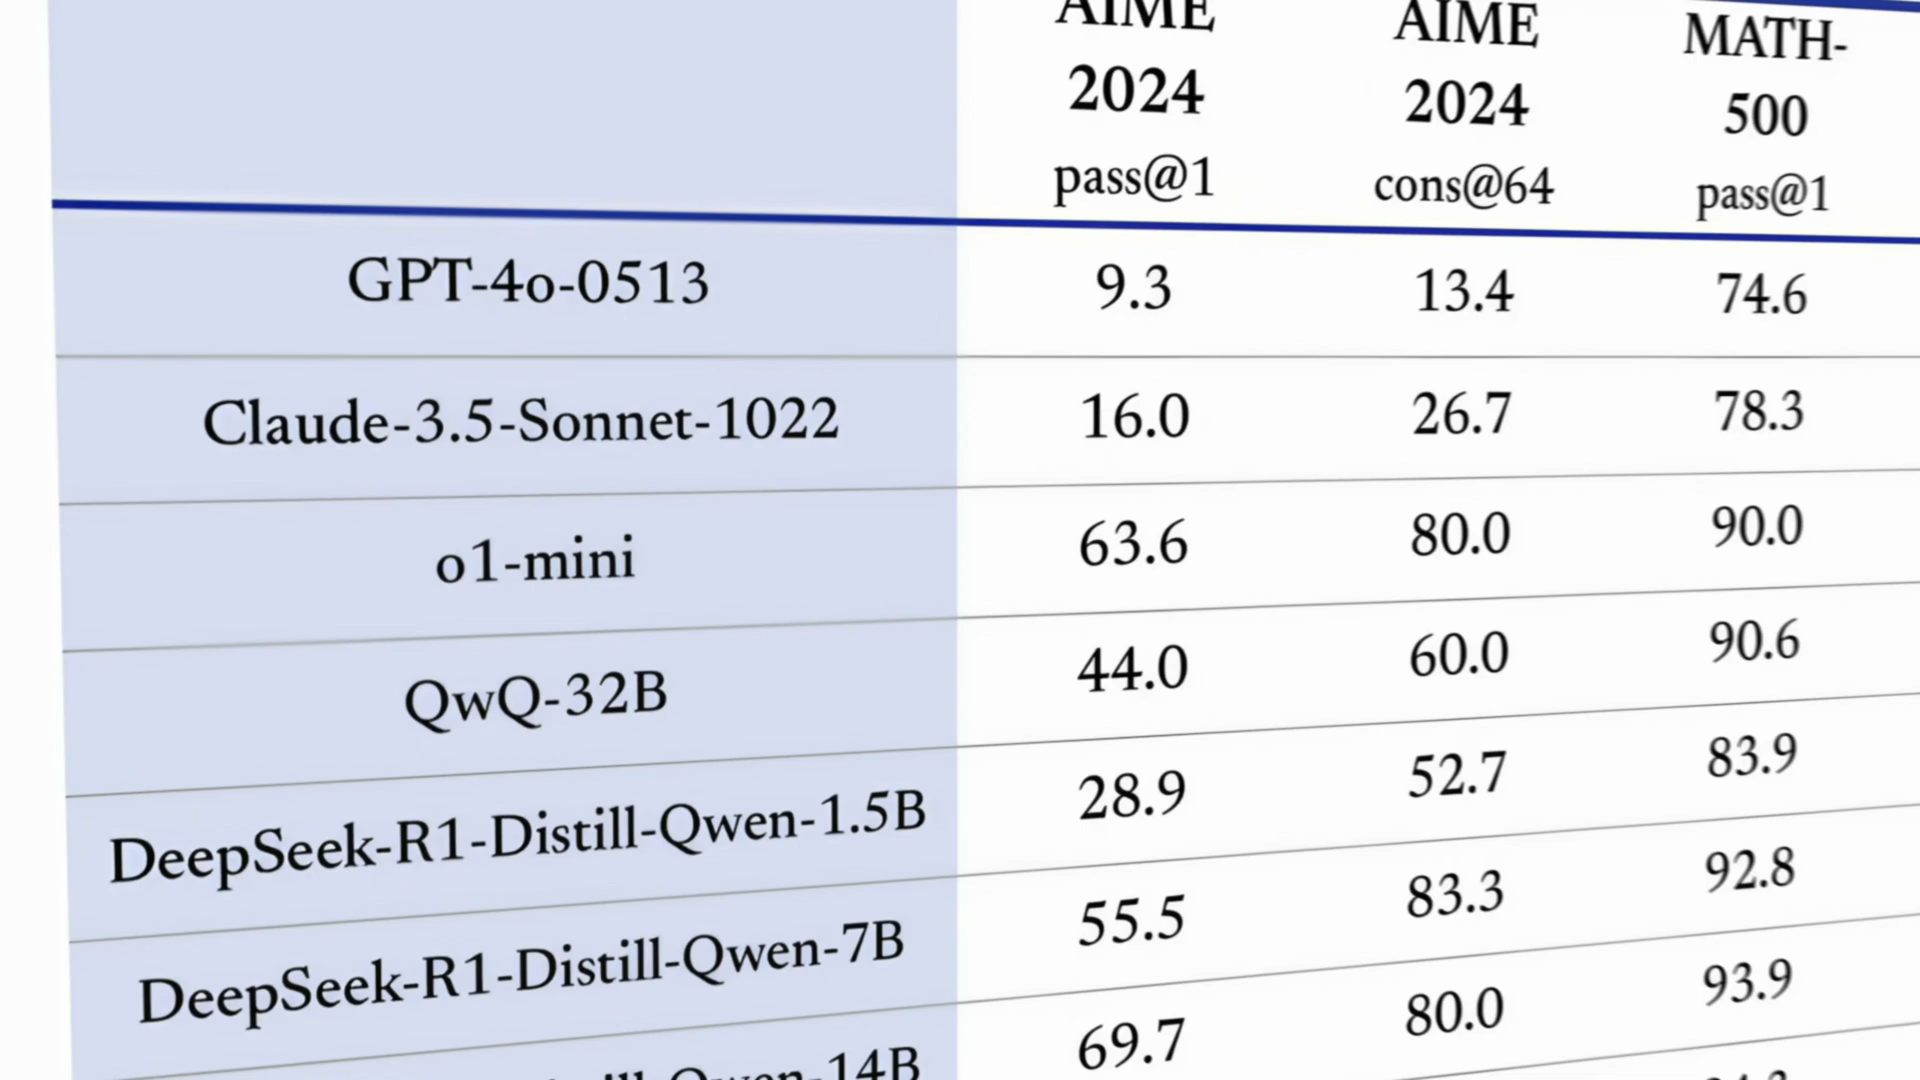 AIME AIME MATH-
2024 2024 500
pass@1 cons@64 pass@1
GPT-4o-0513 9.3 13.4 74.6
Claude-3.5-Sonnet-1022 16.0 26.7 78.3
o1-mini 63.6 80.0 90.0
QwQ-32B 44.0 60.0 90.6
DeepSeek-R1-Distill-Qwen-1.5B 28.9 52.7 83.9
DeepSeek-R1-Distill-Qwen-7B 55.5 83.3 92.8
Qwen-14B 69.7 80.0 93.9